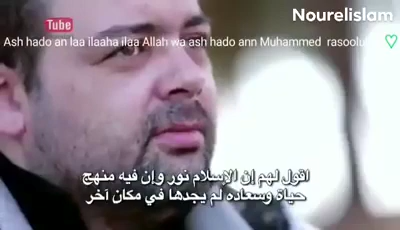 Nourelislam
Tube
Ash hado an laa ilaaha ilaa Allah wa ash hado ann Muhammed rasoolu
اقول لهم إن الإسلام نور وإن فيه منهج
حياة وسعاده لم يجدها في مكان آخر